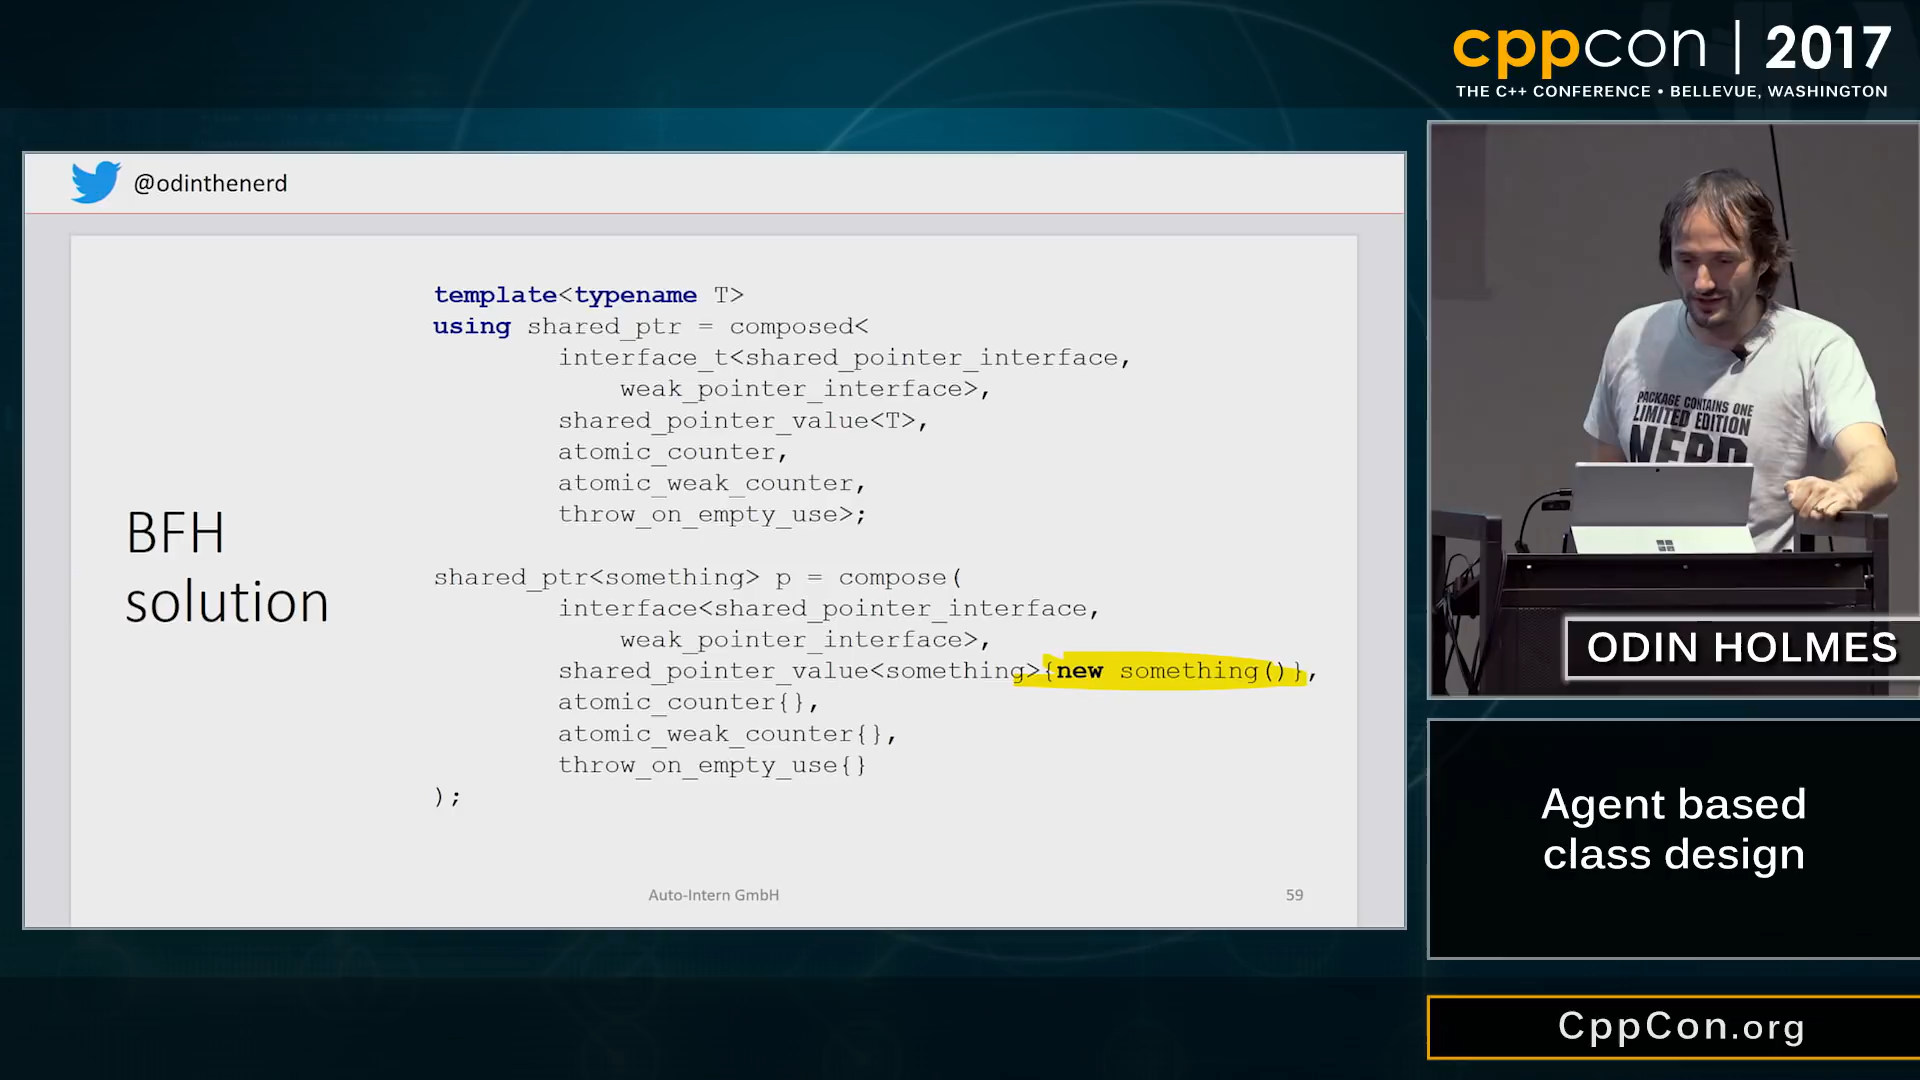 cppcon | 2017
THE C++ CONFERENCE • BELLEVUE, WASHINGTON
@odinthenerd
BFH
solution
template<typename T>
using shared_ptr = composed<
interface_t<shared_pointer_interface,
weak_pointer_interface>,
shared_pointer_value<T>,
atomic_counter,
atomic_weak_counter,
throw_on_empty_use>;
shared_ptr<something> p = compose(
interface<shared_pointer_interface,
weak_pointer_interface>,
shared_pointer_value<something>{new something()},
atomic_counter{},
atomic_weak_counter{},
throw_on_empty_use{}
);
Auto-Intern GmbH
59
PACKAGE CONTAINS ONE
LIMITED EDITION
NERD
ODIN HOLMES
Agent based
class design
CppCon.org